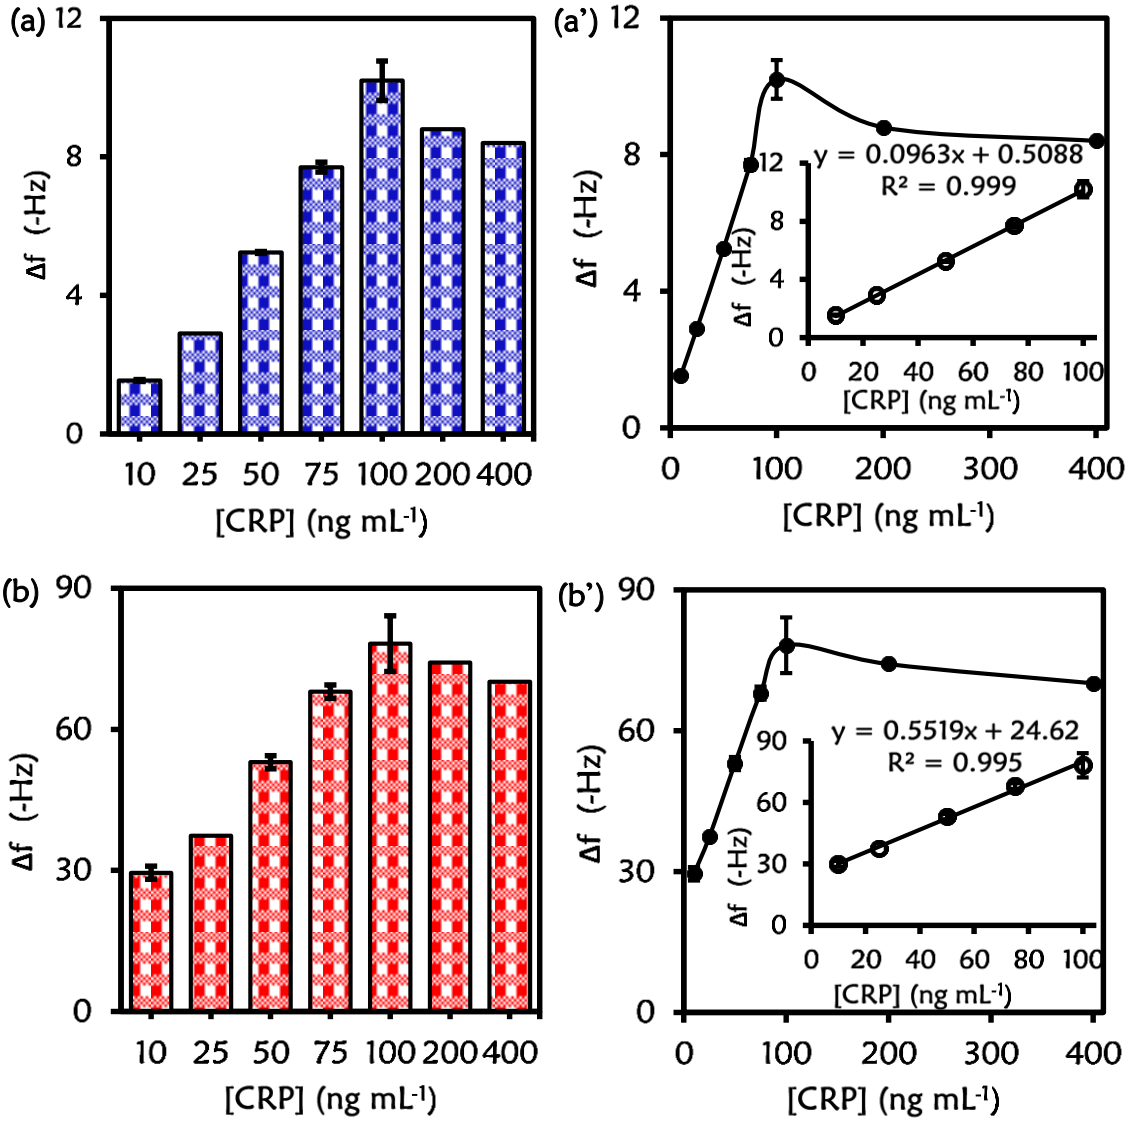 (a)
12
8
4
0
Δf (-Hz)
10 25 50 75 100 200 400
[CRP] (ng mL-1)
(a’)
12
8
4
0
Δf (-Hz)
0 100 200 300 400
[CRP] (ng mL-1)
y = 0.0963x + 0.5088
R² = 0.999
12
8
4
0
Δf (-Hz)
0 20 40 60 80 100
[CRP] (ng mL-1)
(b)
90
60
30
0
Δf (-Hz)
10 25 50 75 100 200 400
[CRP] (ng mL-1)
(b’)
90
60
30
0
Δf (-Hz)
0 100 200 300 400
[CRP] (ng mL-1)
y = 0.5519x + 24.62
R² = 0.995
90
60
30
0
Δf (-Hz)
0 20 40 60 80 100
[CRP] (ng mL-1)